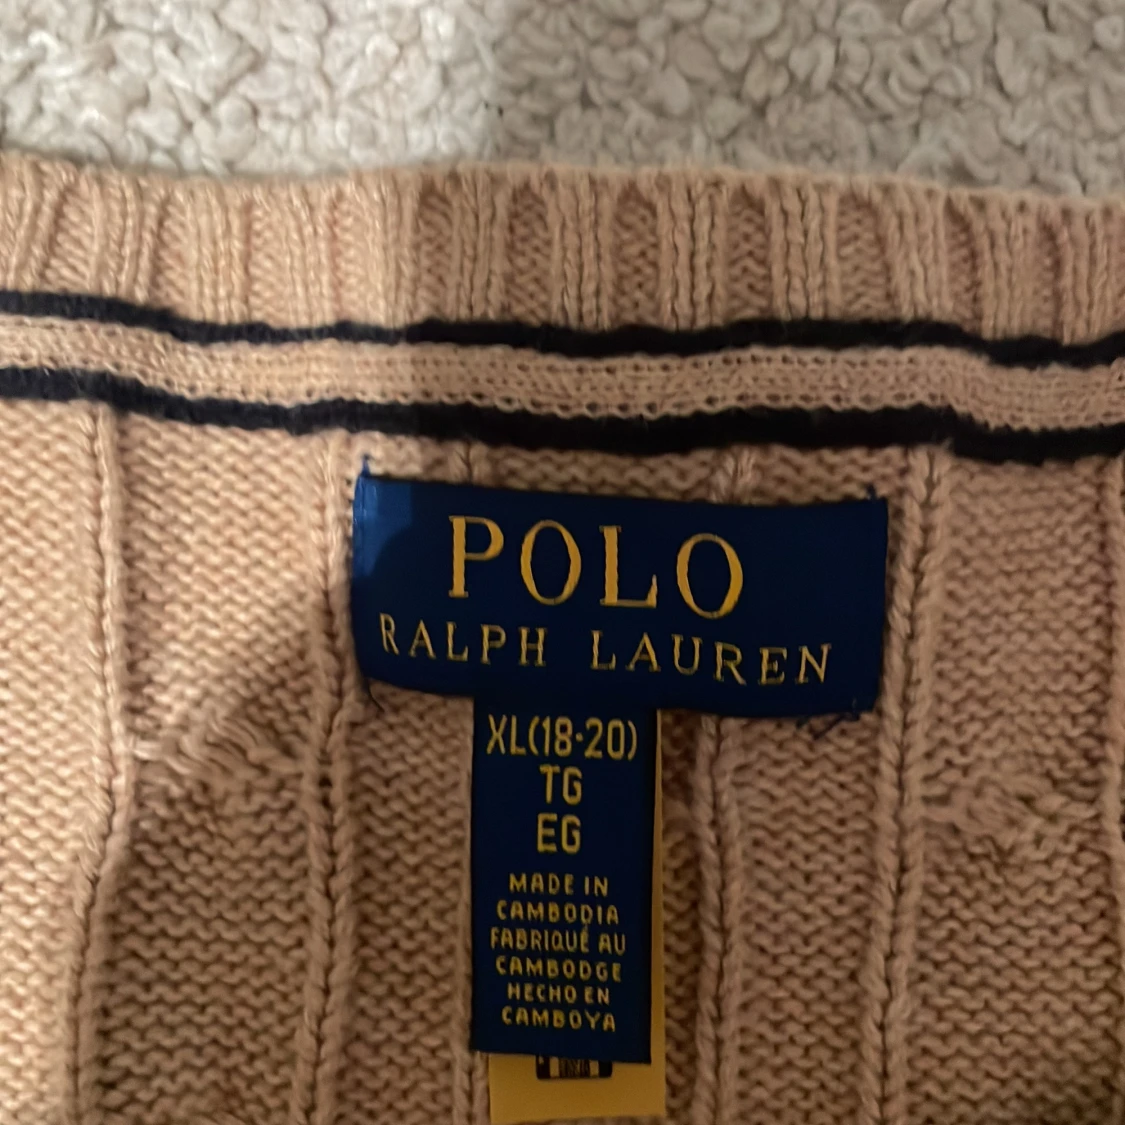 POLO
RALPH LAUREN
XL(18-20)
TG
EG
MADE IN
CAMBODIA
FABRIQUÉ AU
CAMBODGE
HECHO EN
CAMBOYA